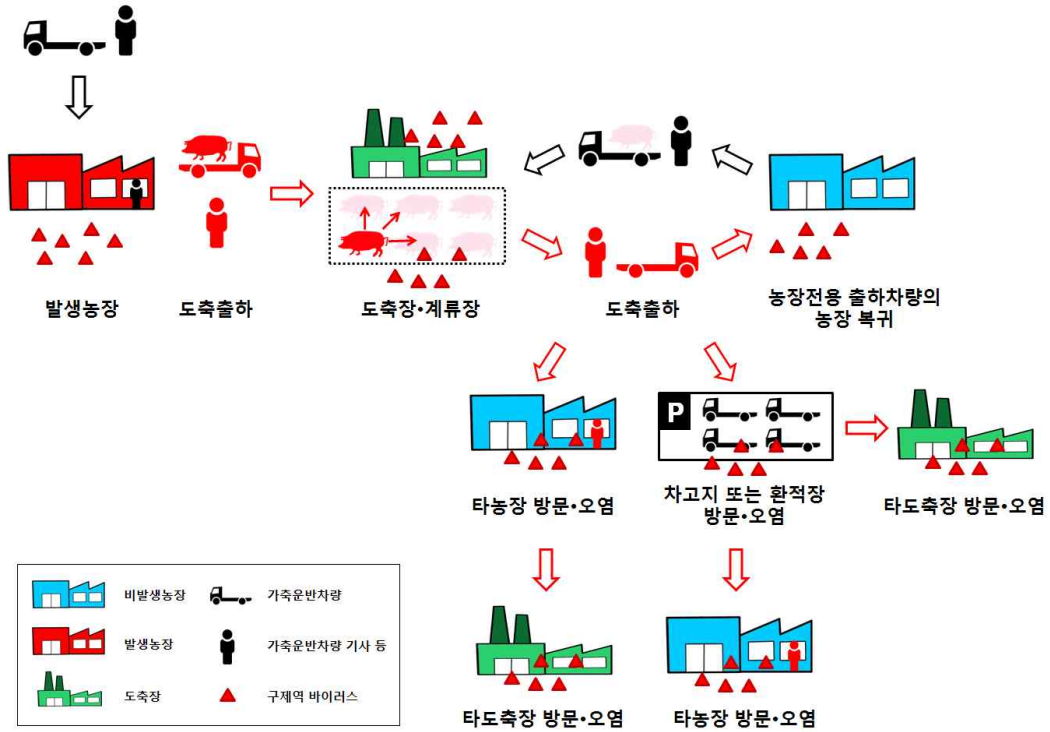 발생농장
도축출하
도축장·계류장
도축출하
농장전용 출하차량의
농장 복귀
P
타농장 방문·오염
차고지 또는 환적장
방문·오염
타도축장 방문·오염
비발생농장
가축운반차량
발생농장
가축운반차량 기사 등
도축장
구제역 바이러스
타도축장 방문·오염
타농장 방문·오염